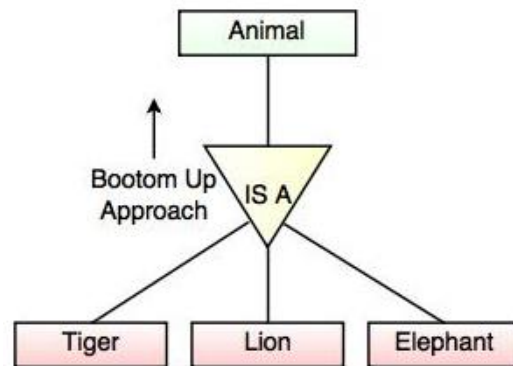 Animal
Bootom Up
Approach
IS A
Tiger
Lion
Elephant